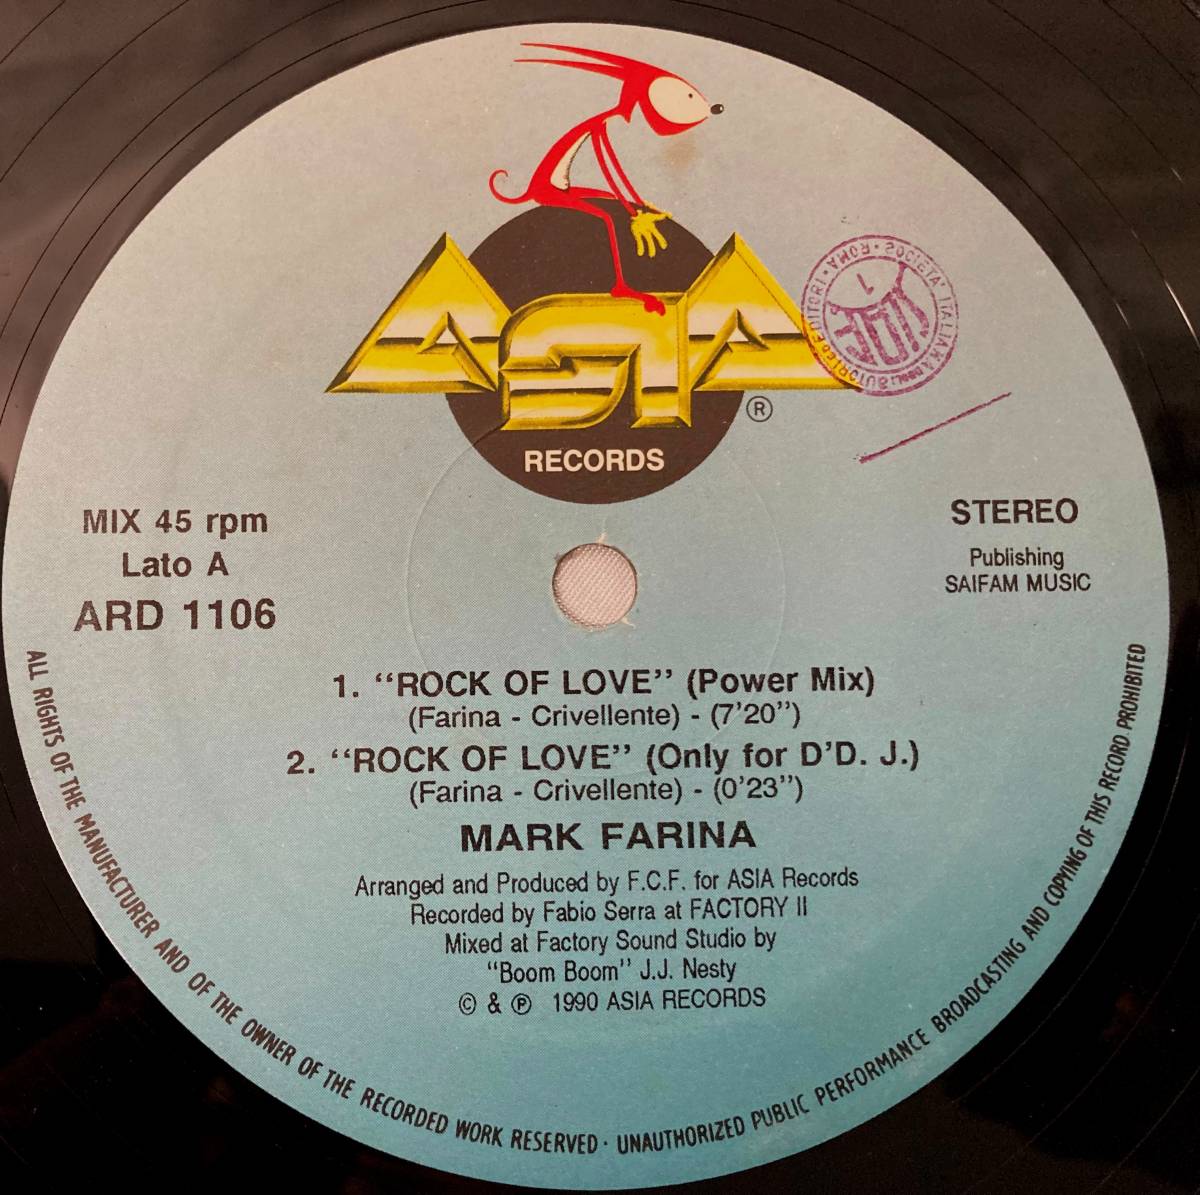 ASIA
®
RECORDS
SOCIETA' ITALIANA DEGLI AUTORI ED EDITORI · ROMA ·
SIAE
1
MIX 45 rpm
Lato A
ARD 1106
STEREO
Publishing
SAIFAM MUSIC
1. "ROCK OF LOVE" (Power Mix)
(Farina - Crivellente) - (7'20")
2. "ROCK OF LOVE" (Only for D'D. J.)
(Farina - Crivellente) - (0'23")
MARK FARINA
Arranged and Produced by F.C.F. for ASIA Records
Recorded by Fabio Serra at FACTORY II
Mixed at Factory Sound Studio by
"Boom Boom" J.J. Nesty
© & ℗ 1990 ASIA RECORDS
ALL RIGHTS OF THE MANUFACTURER AND OF THE OWNER OF THE RECORDED WORK RESERVED · UNAUTHORIZED PUBLIC PERFORMANCE BROADCASTING AND COPYING OF THIS RECORD PROHIBITED